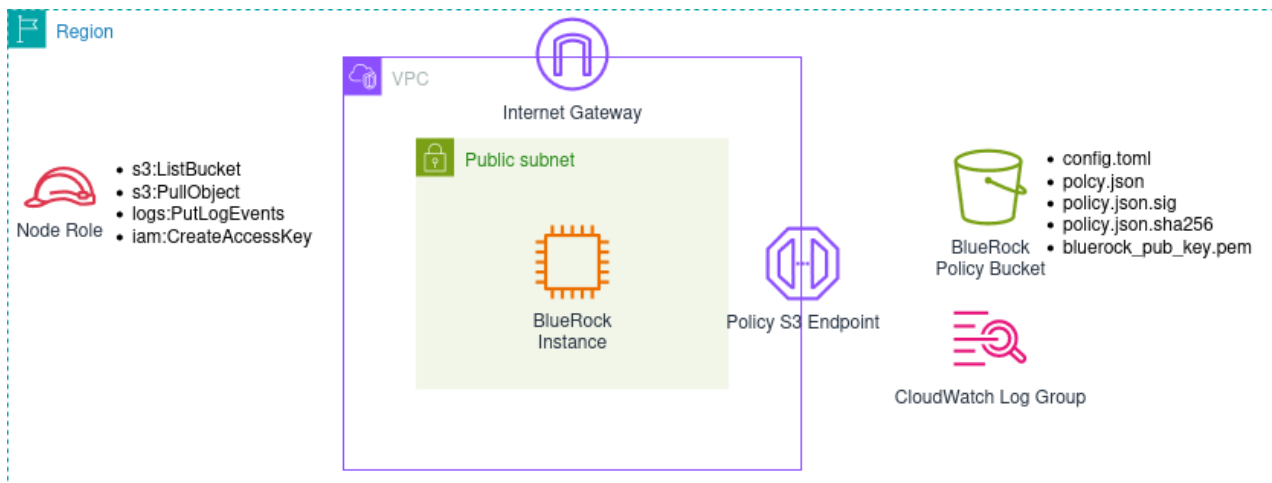 Region
VPC
Internet Gateway
Public subnet
Node Role
• s3:ListBucket
• s3:PullObject
• logs:PutLogEvents
• iam:CreateAccessKey
BlueRock
Instance
Policy S3 Endpoint
BlueRock
Policy Bucket
• config.toml
• polcy.json
• policy.json.sig
• policy.json.sha256
• bluerock_pub_key.pem
CloudWatch Log Group